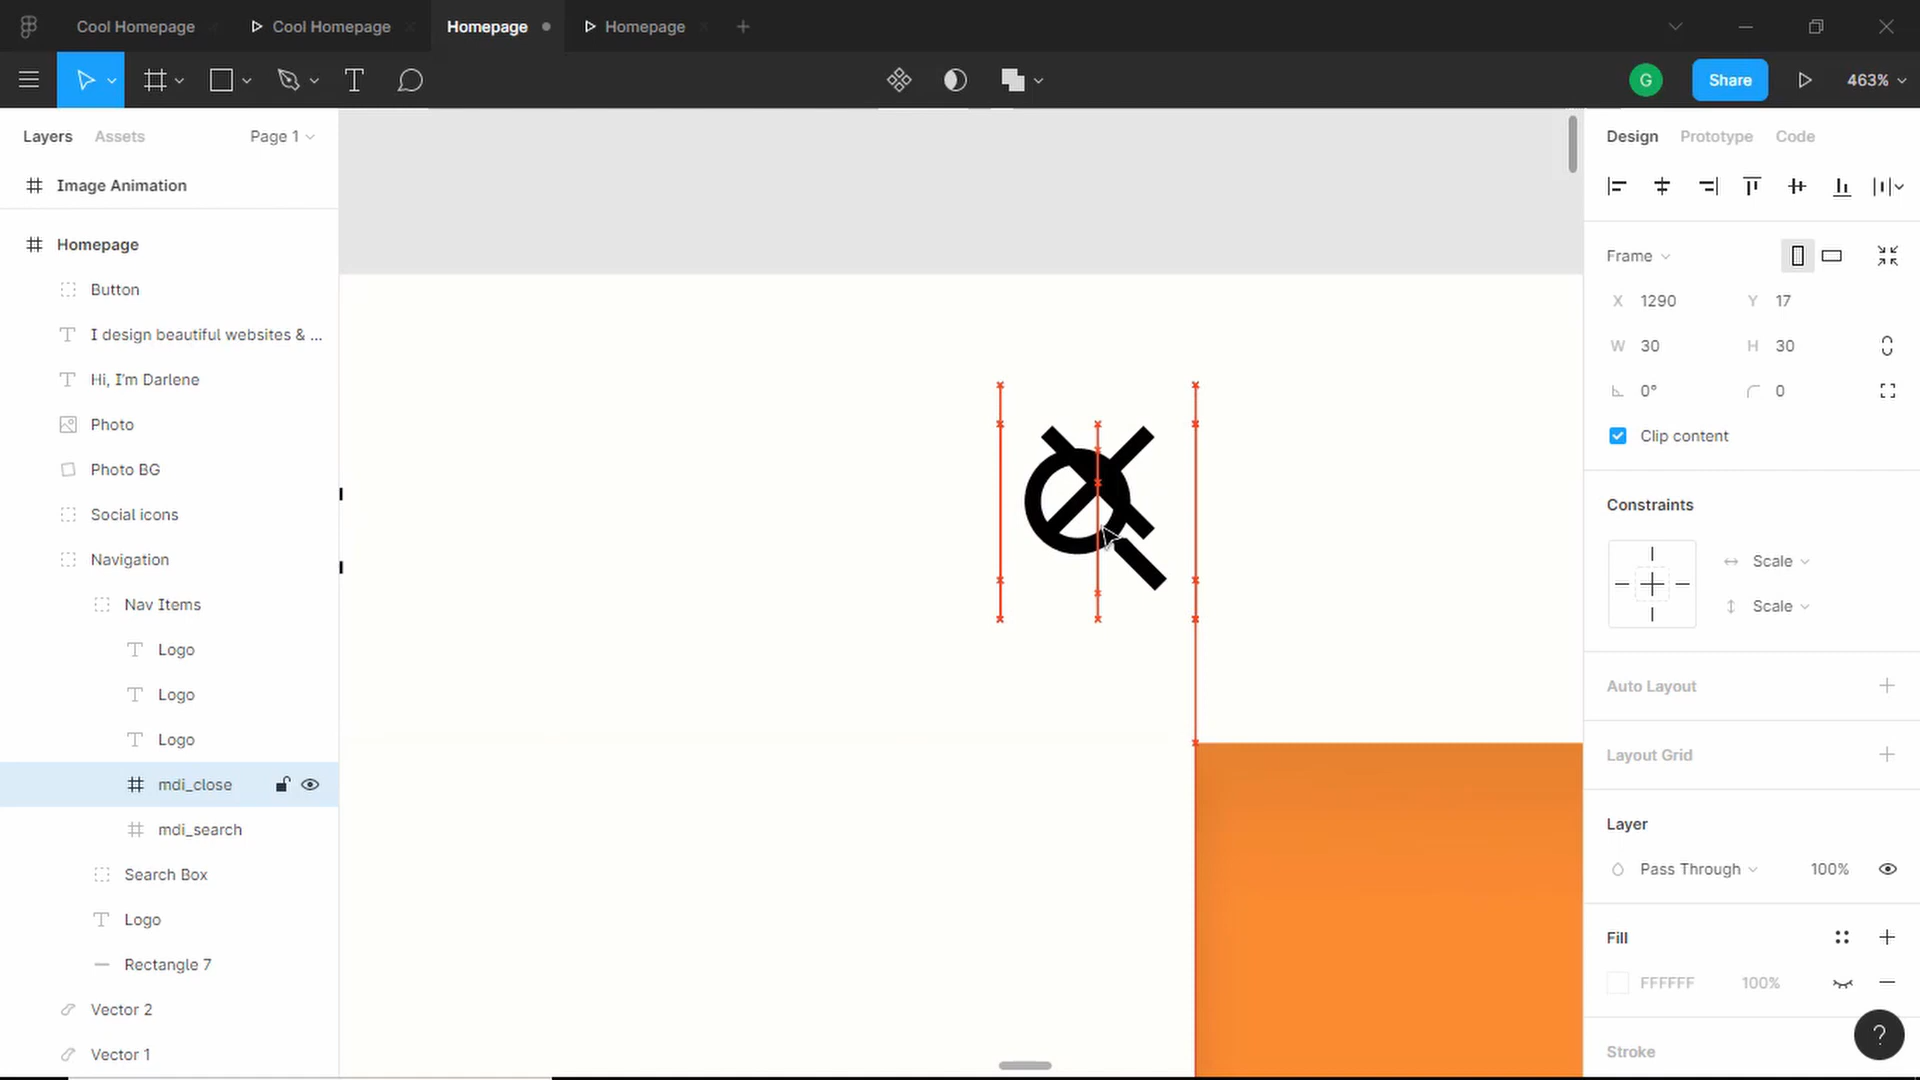 Cool Homepage
Cool Homepage
Homepage
Homepage
G
Share
463%
Layers
Assets
Page 1
Design
Prototype
Code
Image Animation
Homepage
Button
I design beautiful websites & ...
Hi, I'm Darlene
Photo
Photo BG
Social icons
Navigation
Nav Items
Logo
Logo
Logo
mdi_close
mdi_search
Search Box
Logo
Rectangle 7
Vector 2
Vector 1
Frame
X 1290 Y 17
W 30 H 30
0° 0
Clip content
Constraints
Scale
Scale
Auto Layout
Layout Grid
Layer
Pass Through 100%
Fill
FFFFFF 100%
Stroke
?